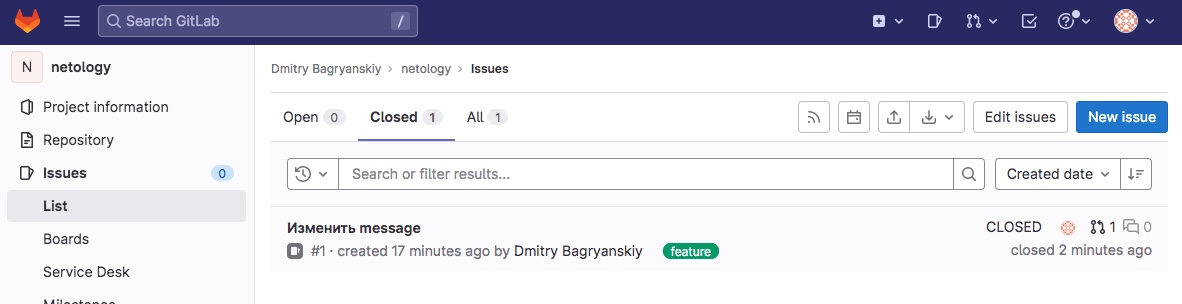 Search GitLab /
N netology
Project information
Repository
Issues 0
List
Boards
Service Desk
Milestones
Dmitry Bagryanskiy > netology > Issues
Open 0 Closed 1 All 1
Edit issues New issue
Search or filter results...
Created date
Изменить message
#1 · created 17 minutes ago by Dmitry Bagryanskiy feature
CLOSED 1 0
closed 2 minutes ago